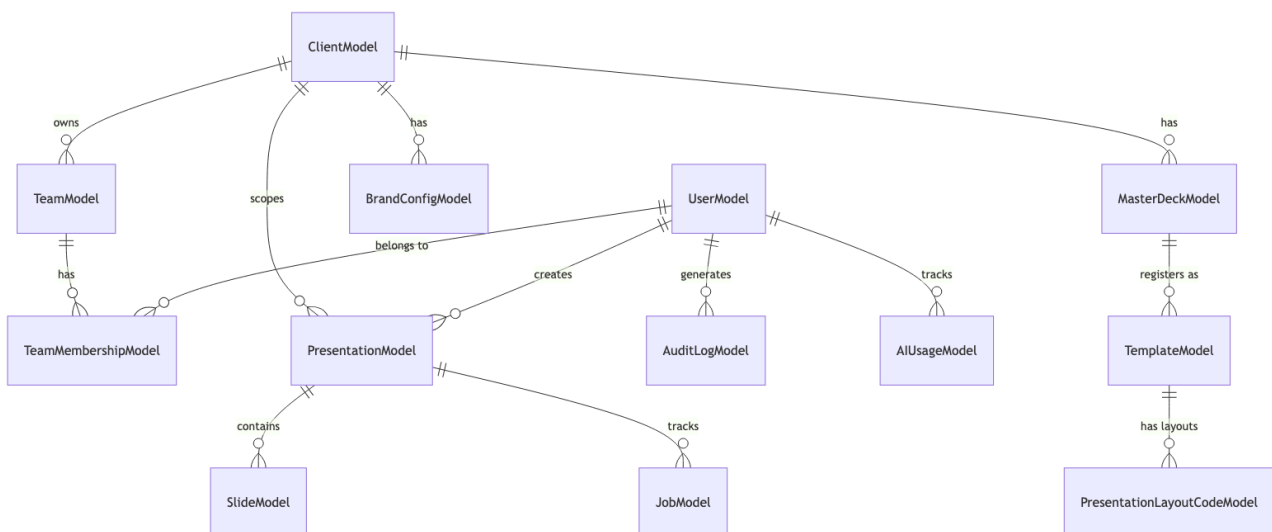 ClientModel
owns
has
has
TeamModel
scopes
BrandConfigModel
UserModel
MasterDeckModel
belongs to
has
creates
generates
tracks
registers as
TeamMembershipModel
PresentationModel
AuditLogModel
AIUsageModel
TemplateModel
contains
tracks
has layouts
SlideModel
JobModel
PresentationLayoutCodeModel